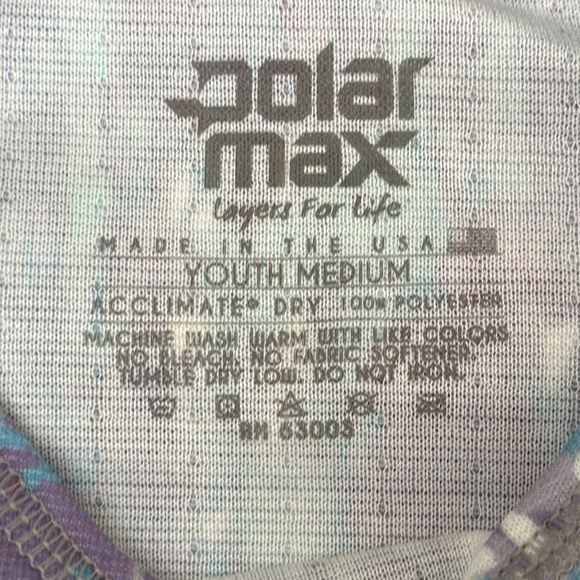 polar
max
Layers For Life
MADE IN THE USA
YOUTH MEDIUM
ACCLIMATE® DRY 100% POLYESTER
MACHINE WASH WARM WITH LIKE COLORS
NO BLEACH. NO FABRIC SOFTENER.
TUMBLE DRY LOW. DO NOT IRON.
RN 63003